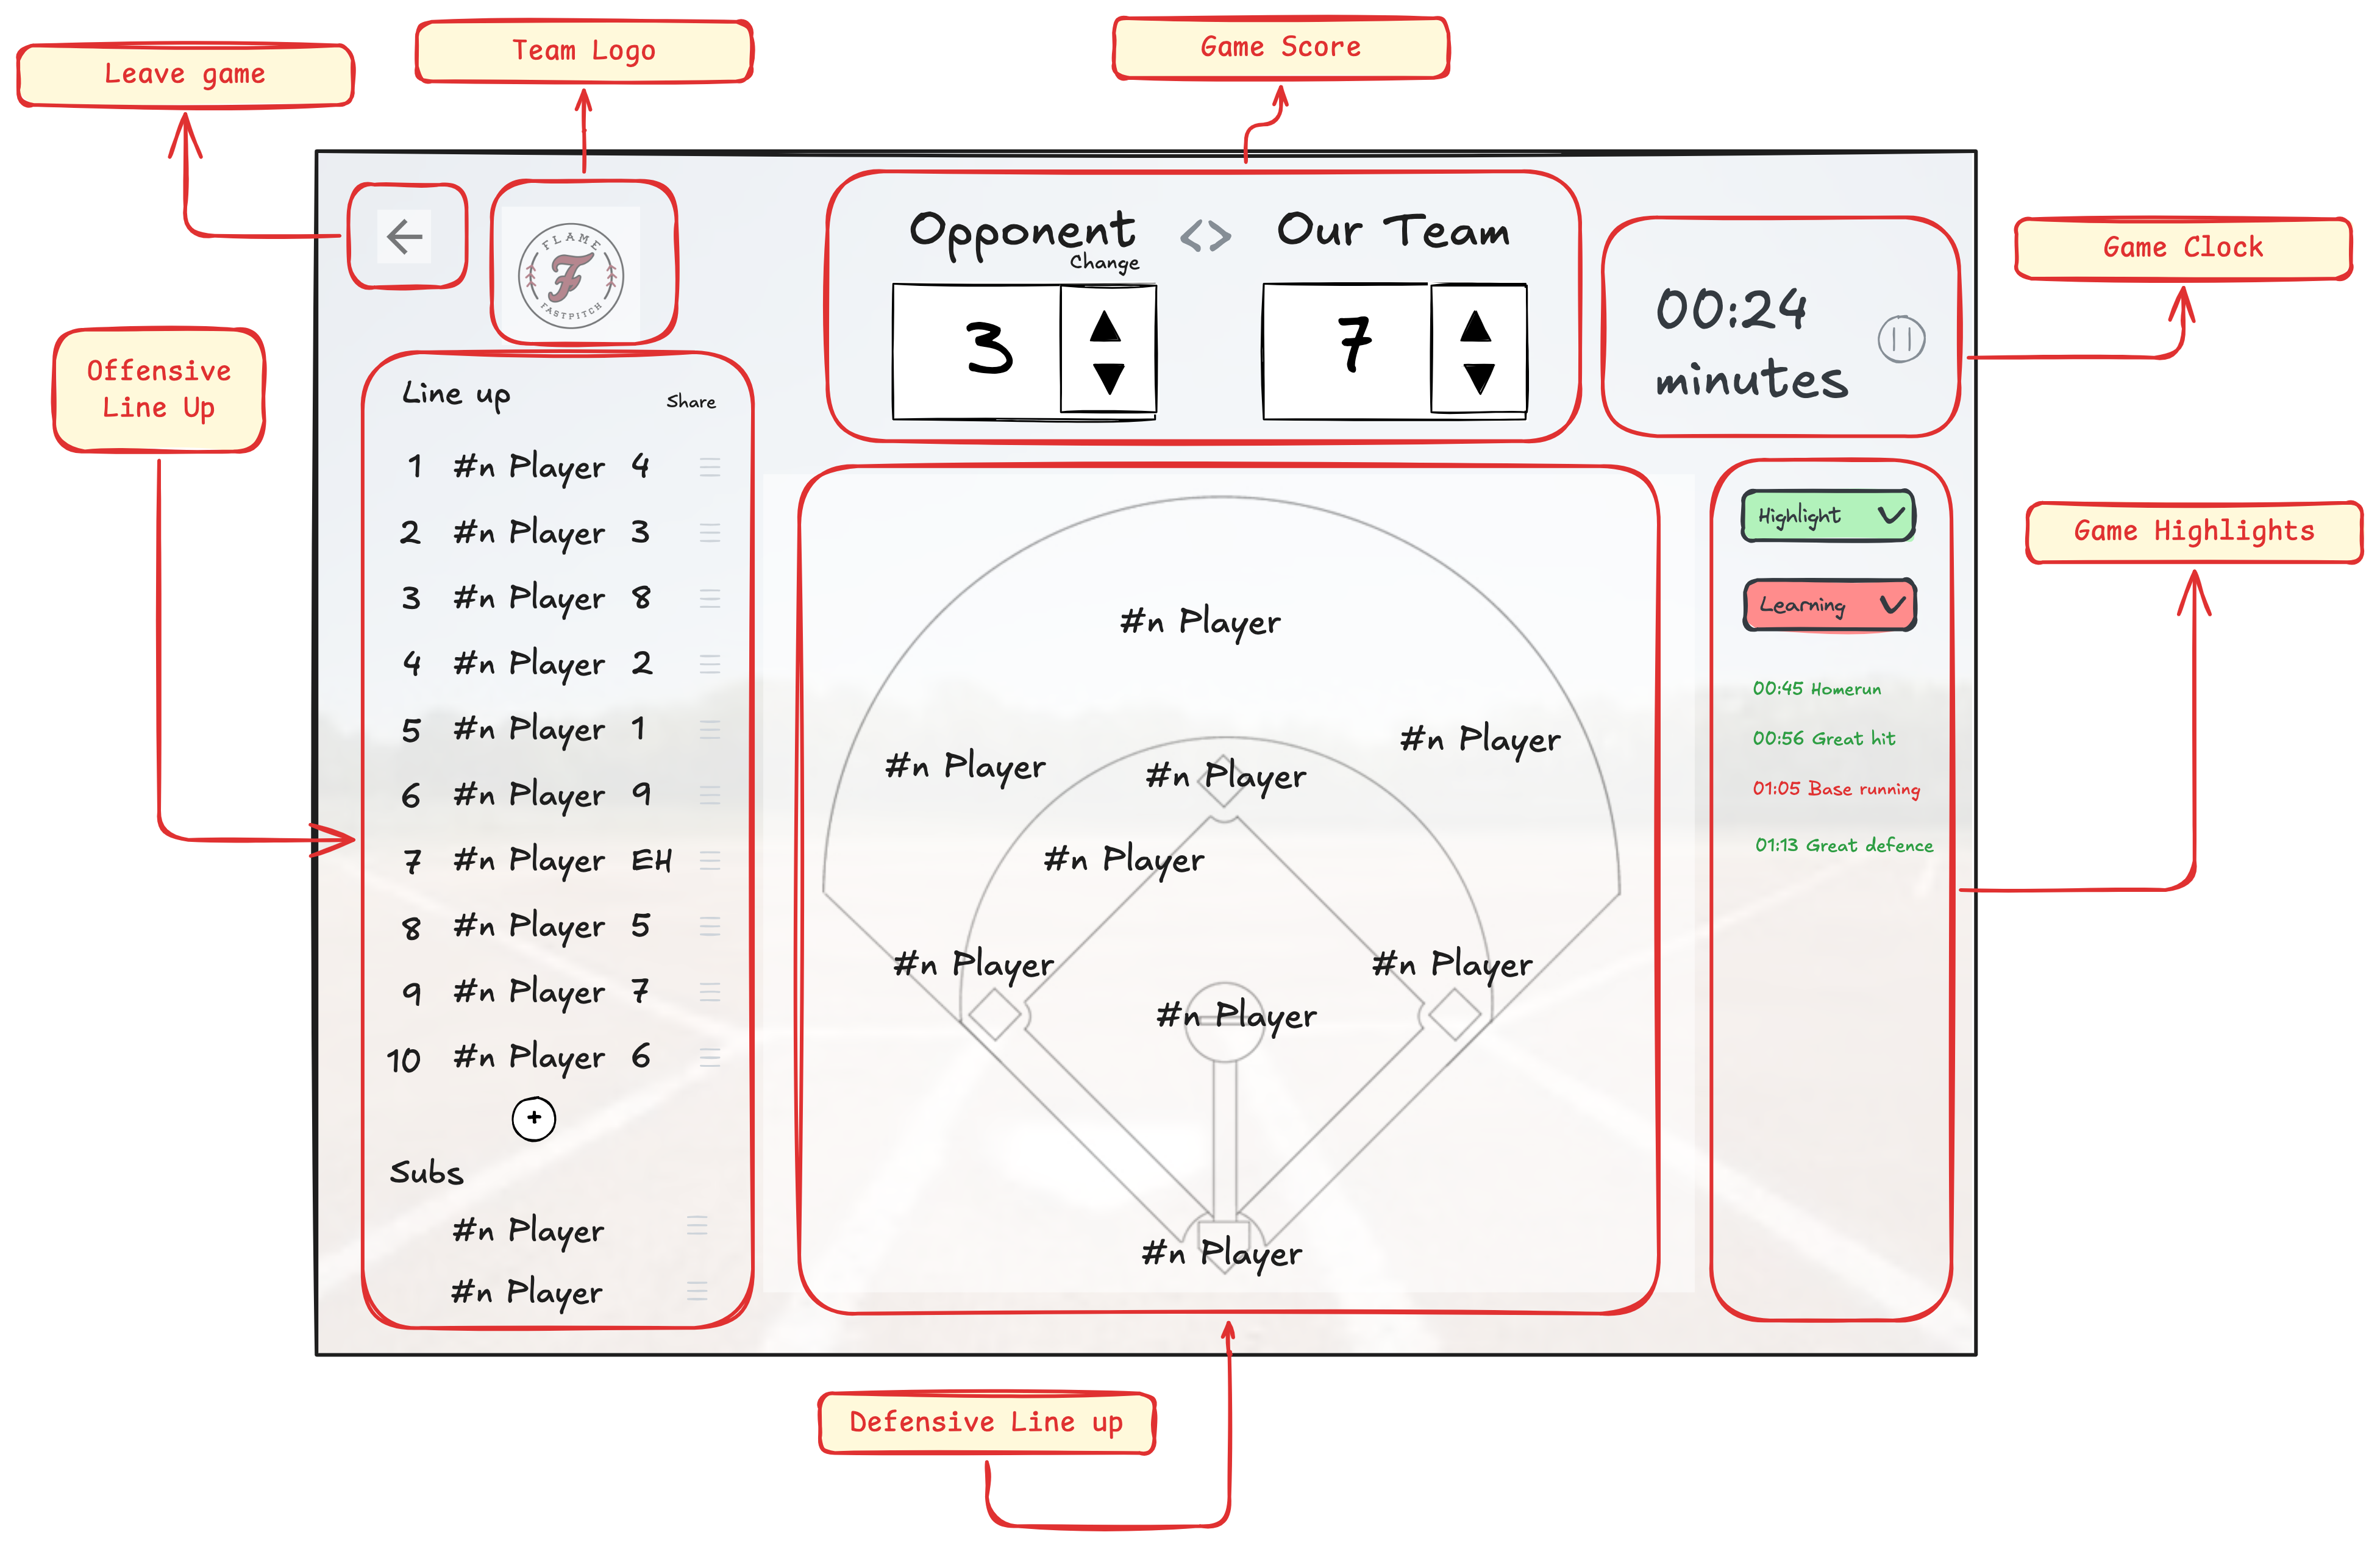 Leave game
Team Logo
Game Score
FLAME
F
FASTPITCH
Opponent <> Our Team
Change
3
7
00:24
minutes
Game Clock
Offensive
Line Up
Line up
Share
1 #n Player 4
2 #n Player 3
3 #n Player 8
4 #n Player 2
5 #n Player 1
6 #n Player 9
7 #n Player EH
8 #n Player 5
9 #n Player 7
10 #n Player 6
+
Subs
#n Player
#n Player
#n Player
#n Player
#n Player
#n Player
#n Player
#n Player
#n Player
#n Player
#n Player
Highlight
Learning
00:45 Homerun
00:56 Great hit
01:05 Base running
01:13 Great defence
Game Highlights
Defensive Line up